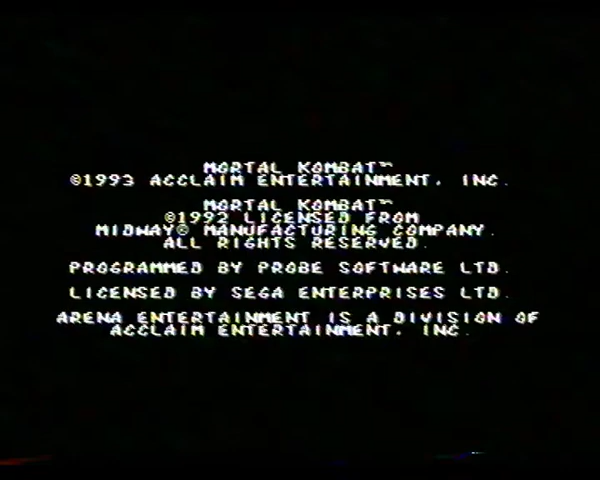 MORTAL KOMBAT™
©1993 ACCLAIM ENTERTAINMENT, INC.
MORTAL KOMBAT™
©1992 LICENSED FROM
MIDWAY® MANUFACTURING COMPANY.
ALL RIGHTS RESERVED.
PROGRAMMED BY PROBE SOFTWARE LTD.
LICENSED BY SEGA ENTERPRISES LTD.
ARENA ENTERTAINMENT IS A DIVISION OF
ACCLAIM ENTERTAINMENT, INC.